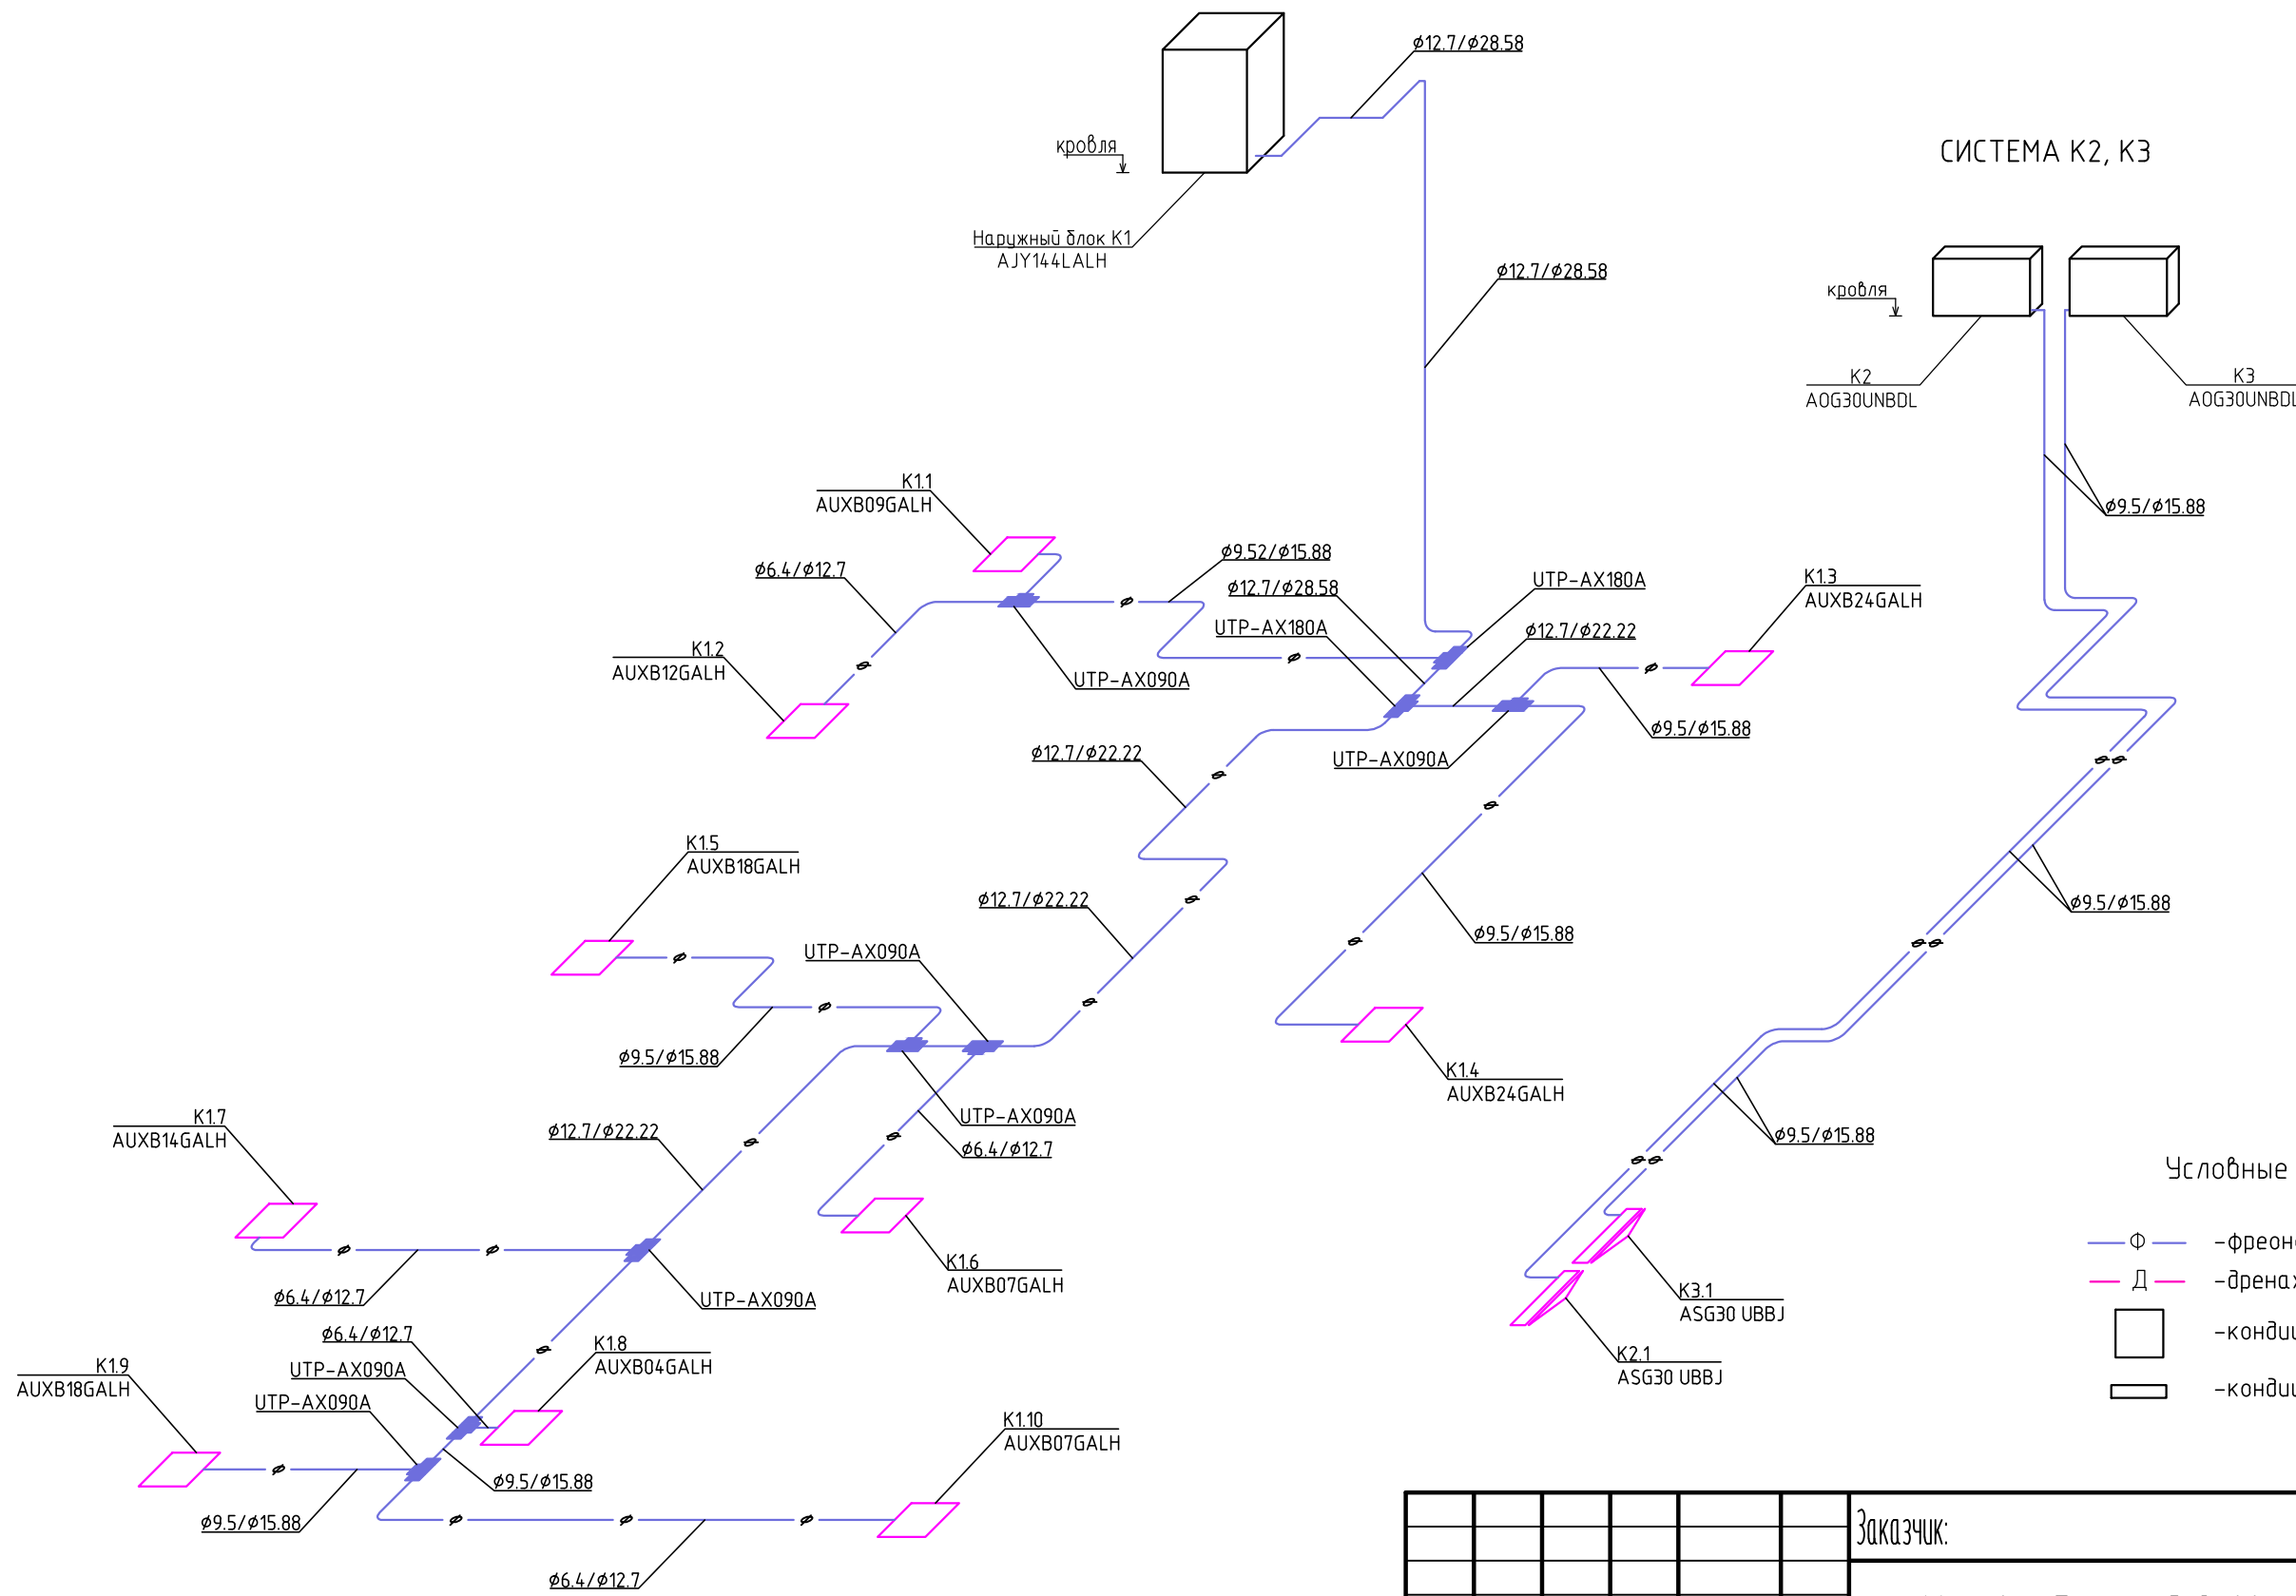 ø12.7/ø28.58
кровля
СИСТЕМА К2, К3
Наружный блок К1
AJY144LALH
ø12.7/ø28.58
кровля
К2
AOG30UNBDL
К3
AOG30UNBDL
К1.1
AUXB09GALH
ø9.5/ø15.88
ø9.52/ø15.88
ø6.4/ø12.7
ø12.7/ø28.58
UTP-AX180A
К1.3
AUXB24GALH
UTP-AX180A
ø12.7/ø22.22
К1.2
AUXB12GALH
UTP-AX090A
ø9.5/ø15.88
ø12.7/ø22.22
UTP-AX090A
К1.5
AUXB18GALH
ø12.7/ø22.22
ø9.5/ø15.88
ø9.5/ø15.88
UTP-AX090A
ø9.5/ø15.88
К1.4
AUXB24GALH
К1.7
AUXB14GALH
ø12.7/ø22.22
UTP-AX090A
ø6.4/ø12.7
ø9.5/ø15.88
Условные
К1.6
AUXB07GALH
Ф
-фреон
ø6.4/ø12.7
UTP-AX090A
К3.1
ASG30 UBBJ
Д
-дрена
ø6.4/ø12.7
К1.8
AUXB04GALH
-конди
К1.9
AUXB18GALH
UTP-AX090A
К2.1
ASG30 UBBJ
-конди
UTP-AX090A
К1.10
AUXB07GALH
ø9.5/ø15.88
ø9.5/ø15.88
Заказчик:
ø6.4/ø12.7